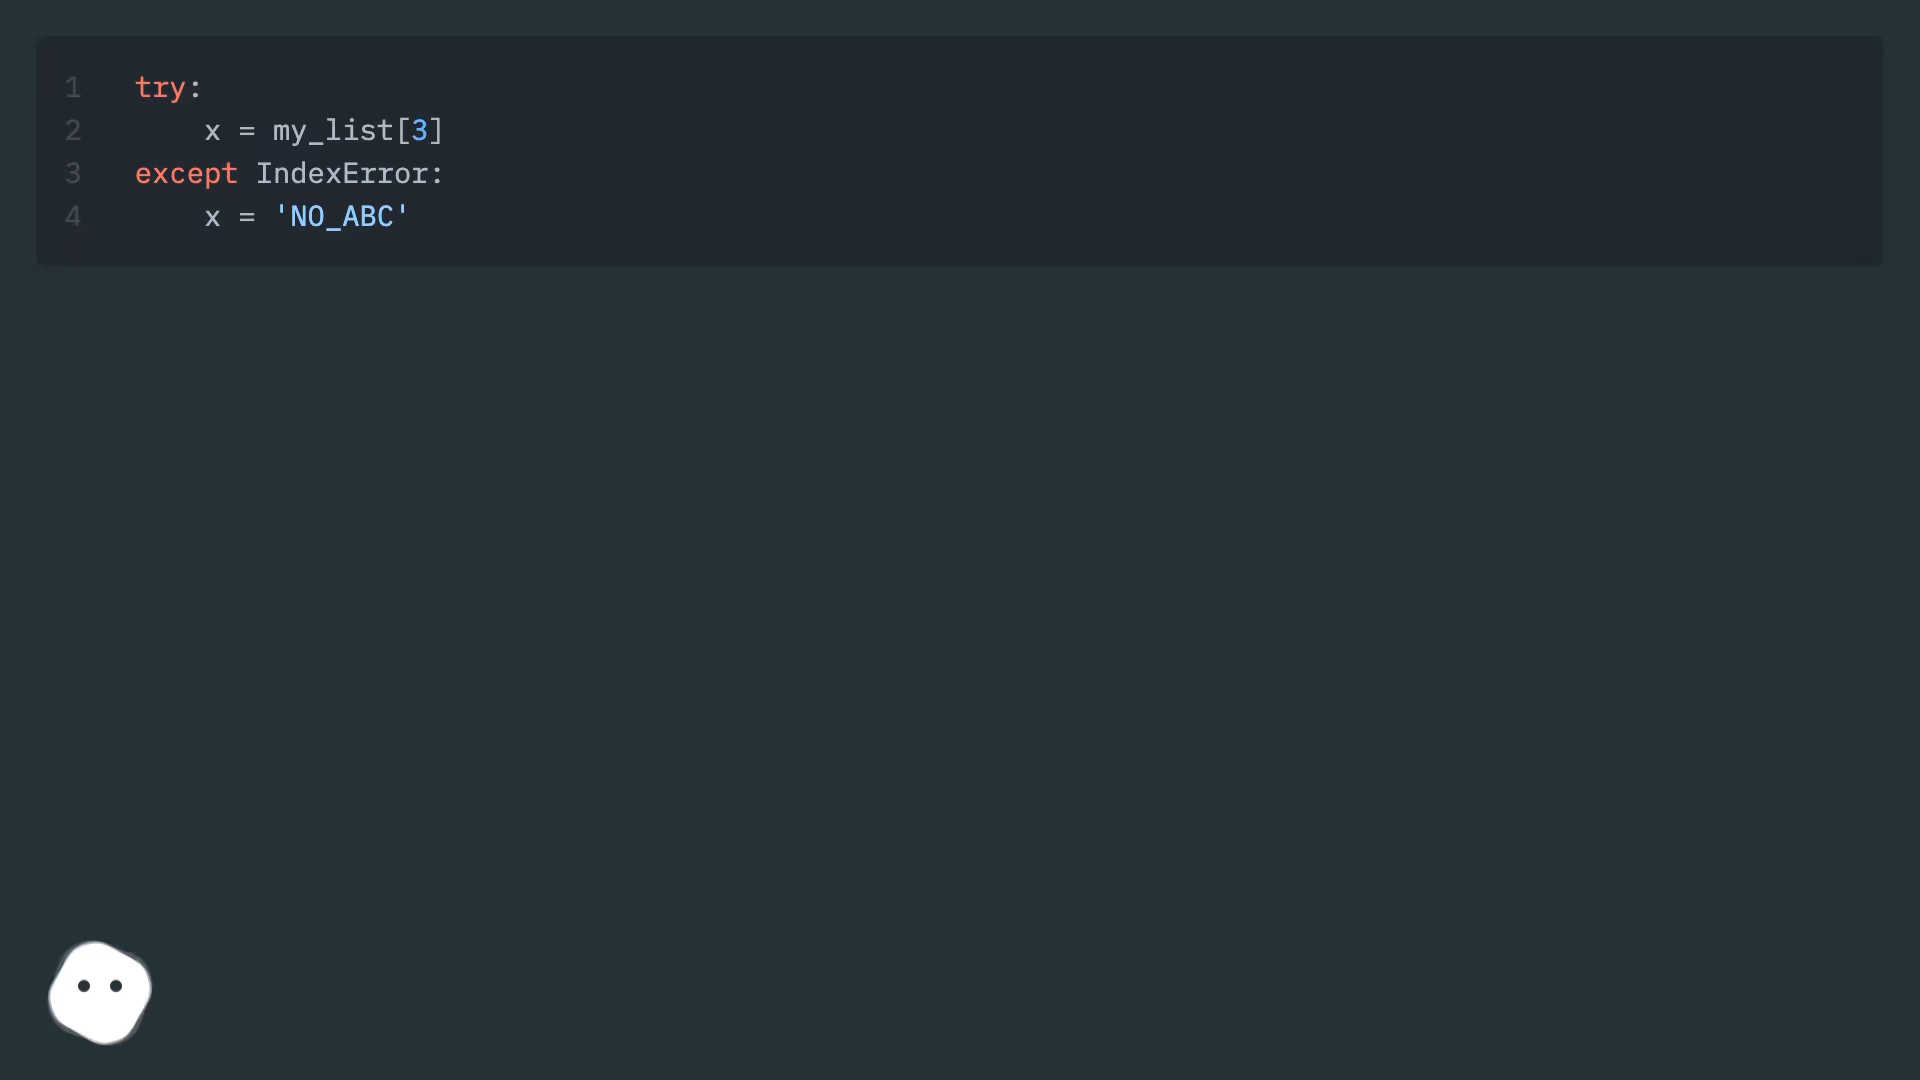 1 try:
2     x = my_list[3]
3 except IndexError:
4     x = 'NO_ABC'